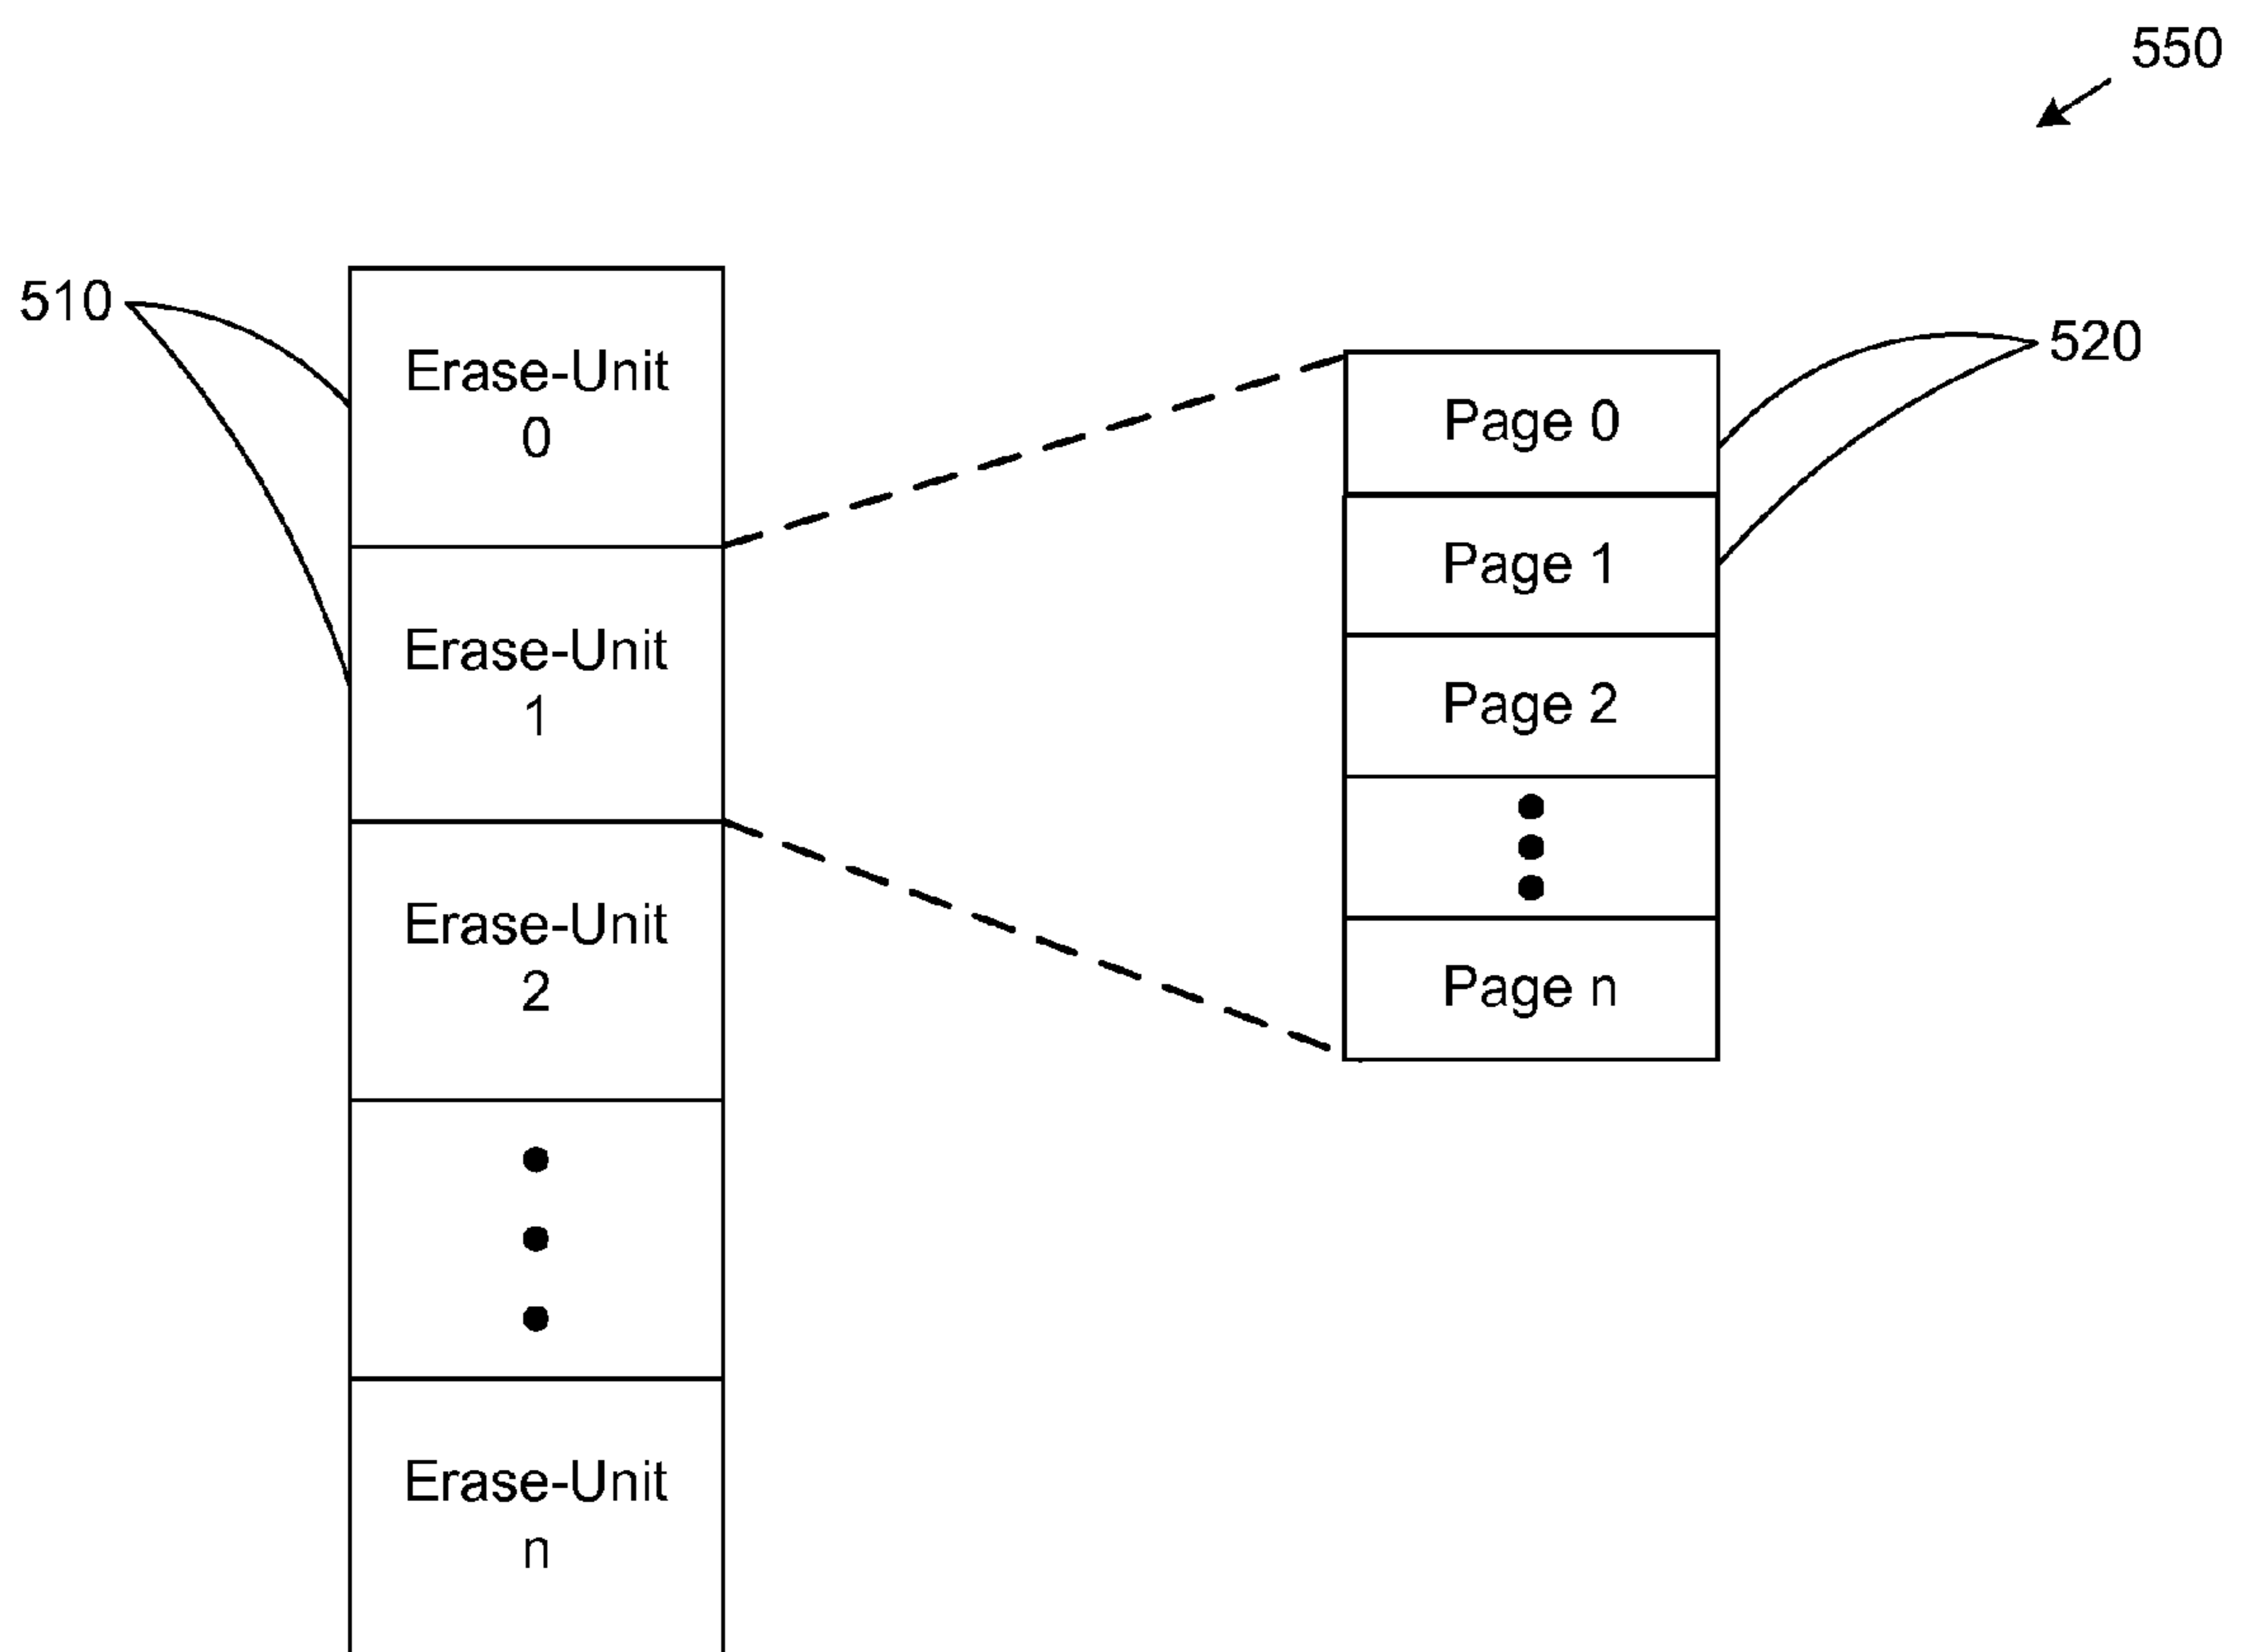 550
510
Erase-Unit
0
Erase-Unit
1
Erase-Unit
2
Erase-Unit
n
520
Page 0
Page 1
Page 2
Page n